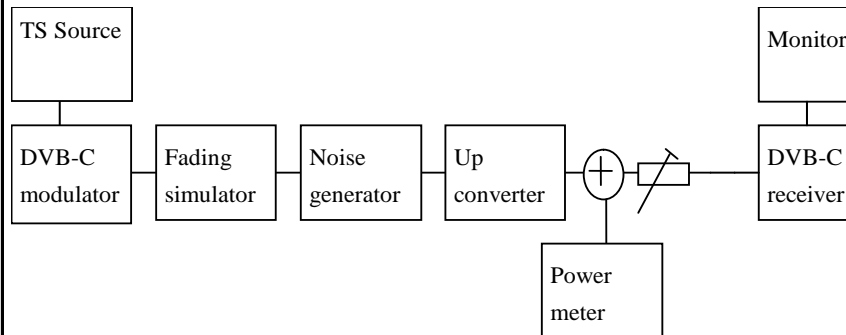 TS Source
Monitor
DVB-C
modulator
Fading
simulator
Noise
generator
Up
converter
DVB-C
receiver
Power
meter